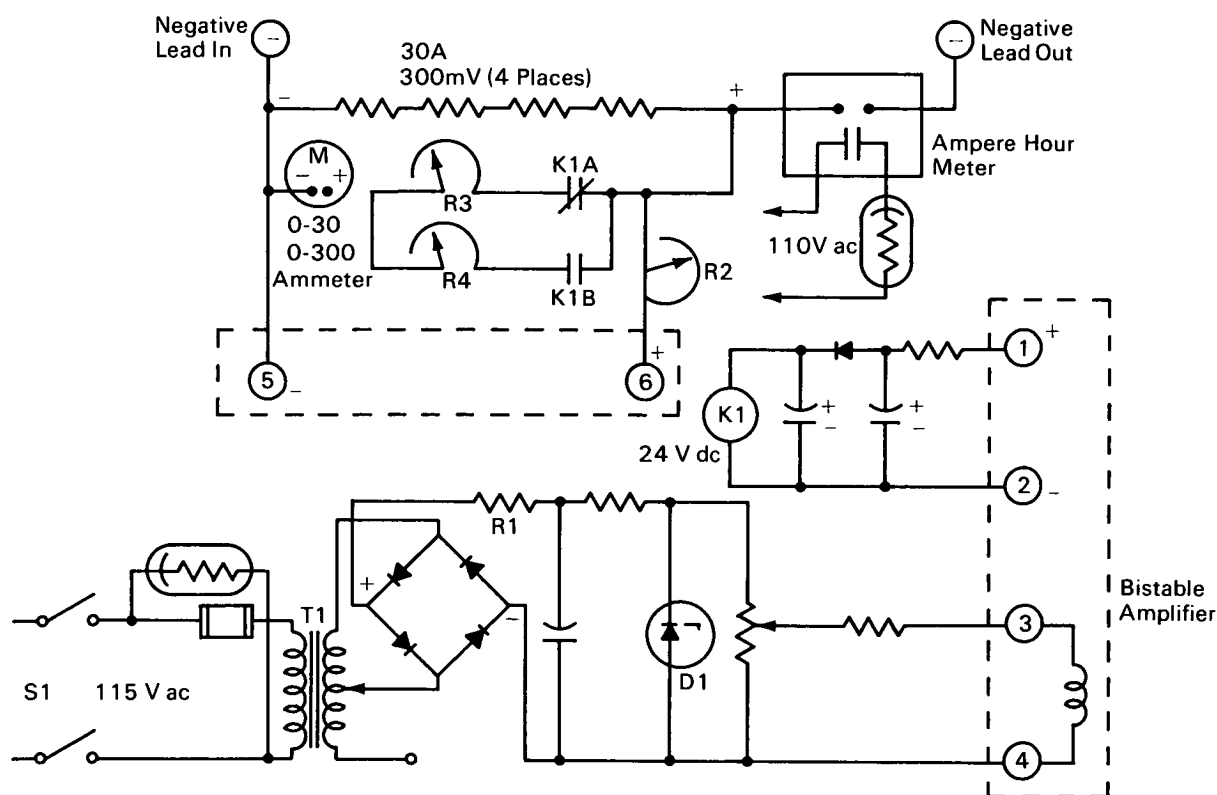 Negative
Lead In
−
Negative
Lead Out
−
30A
300mV (4 Places)
−
+
M
− +
K1A
R3
Ampere Hour
Meter
0-30
0-300
Ammeter
R4
K1B
R2
110V ac
+
5
−
6
1
+
K1
+
−
+
−
24 V dc
2
−
R1
+
−
T1
Bistable
Amplifier
3
D1
S1
115 V ac
4